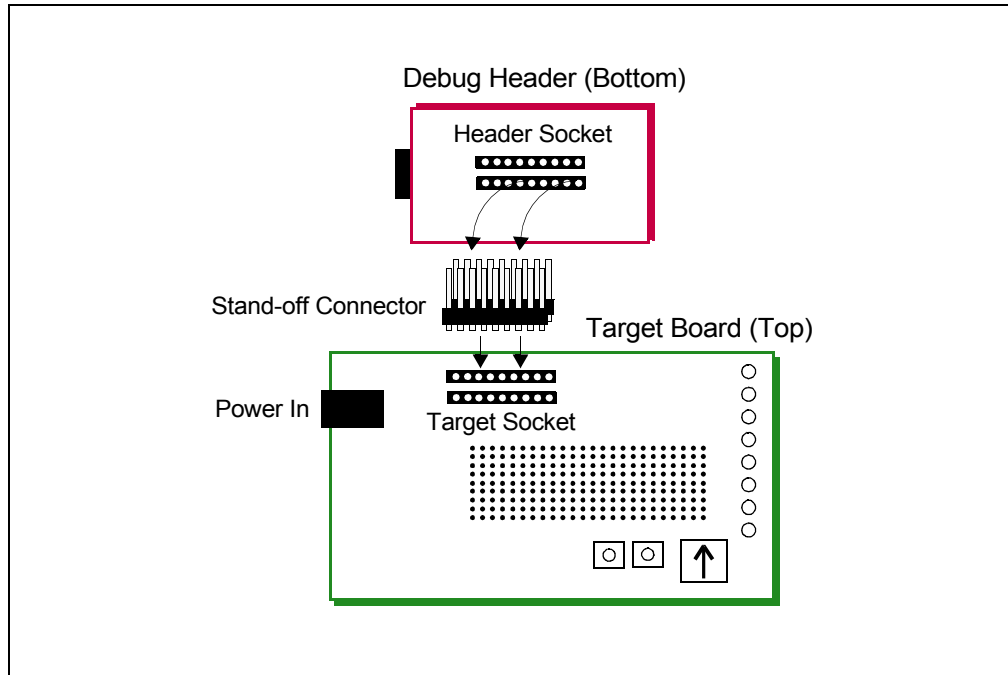 Debug Header (Bottom)
Header Socket
Stand-off Connector
Target Board (Top)
Power In
Target Socket